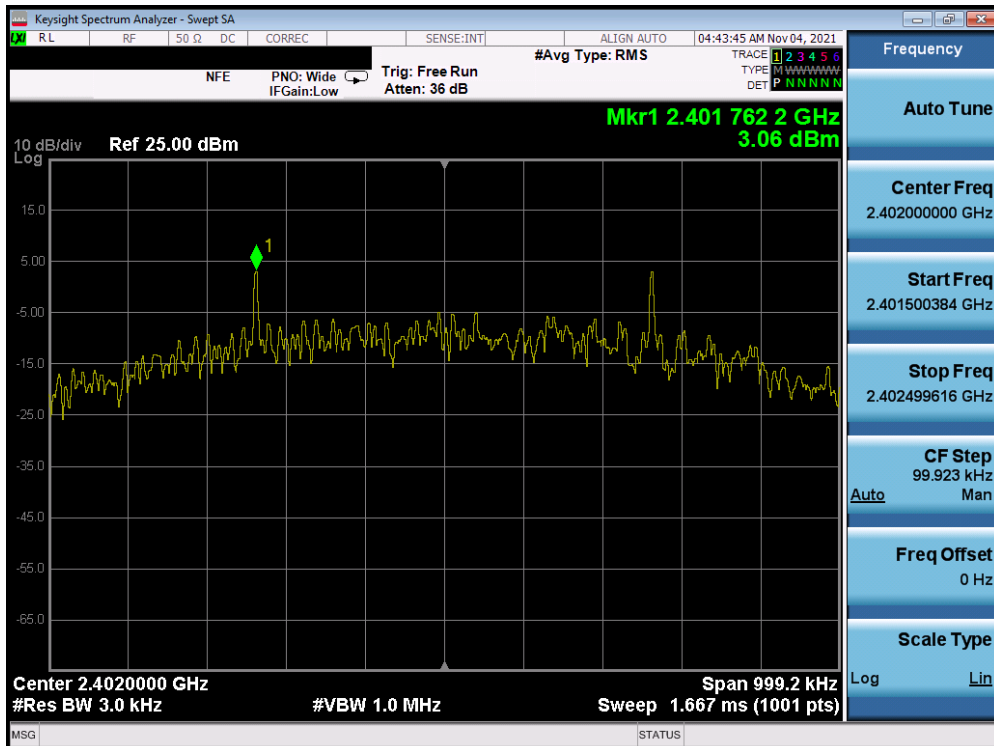 Keysight Spectrum Analyzer - Swept SA
LXI RL RF 50 Ω DC CORREC SENSE:INT ALIGN AUTO 04:43:45 AM Nov 04, 2021
NFE PNO: Wide Trig: Free Run #Avg Type: RMS TRACE 1 2 3 4 5 6
IFGain:Low Atten: 36 dB TYPE M WWWWW
DET P N N N N N
Mkr1 2.401 762 2 GHz
10 dB/div Ref 25.00 dBm 3.06 dBm
Log
15.0
1
5.00
-5.00
-15.0
-25.0
-35.0
-45.0
-55.0
-65.0
Center 2.4020000 GHz Span 999.2 kHz
#Res BW 3.0 kHz #VBW 1.0 MHz Sweep 1.667 ms (1001 pts)
MSG STATUS
Frequency
Auto Tune
Center Freq
2.402000000 GHz
Start Freq
2.401500384 GHz
Stop Freq
2.402499616 GHz
CF Step
99.923 kHz
Auto Man
Freq Offset
0 Hz
Scale Type
Log Lin